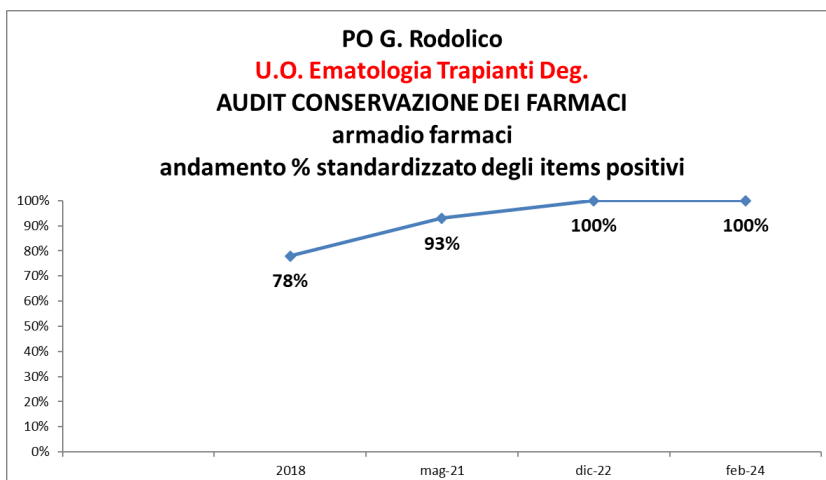 PO G. Rodolico
U.O. Ematologia Trapianti Deg.
AUDIT CONSERVAZIONE DEI FARMACI
armadio farmaci
andamento % standardizzato degli items positivi
100%
90%
80%
70%
60%
50%
40%
30%
20%
10%
0%
78%
93%
100%
100%
2018
mag-21
dic-22
feb-24